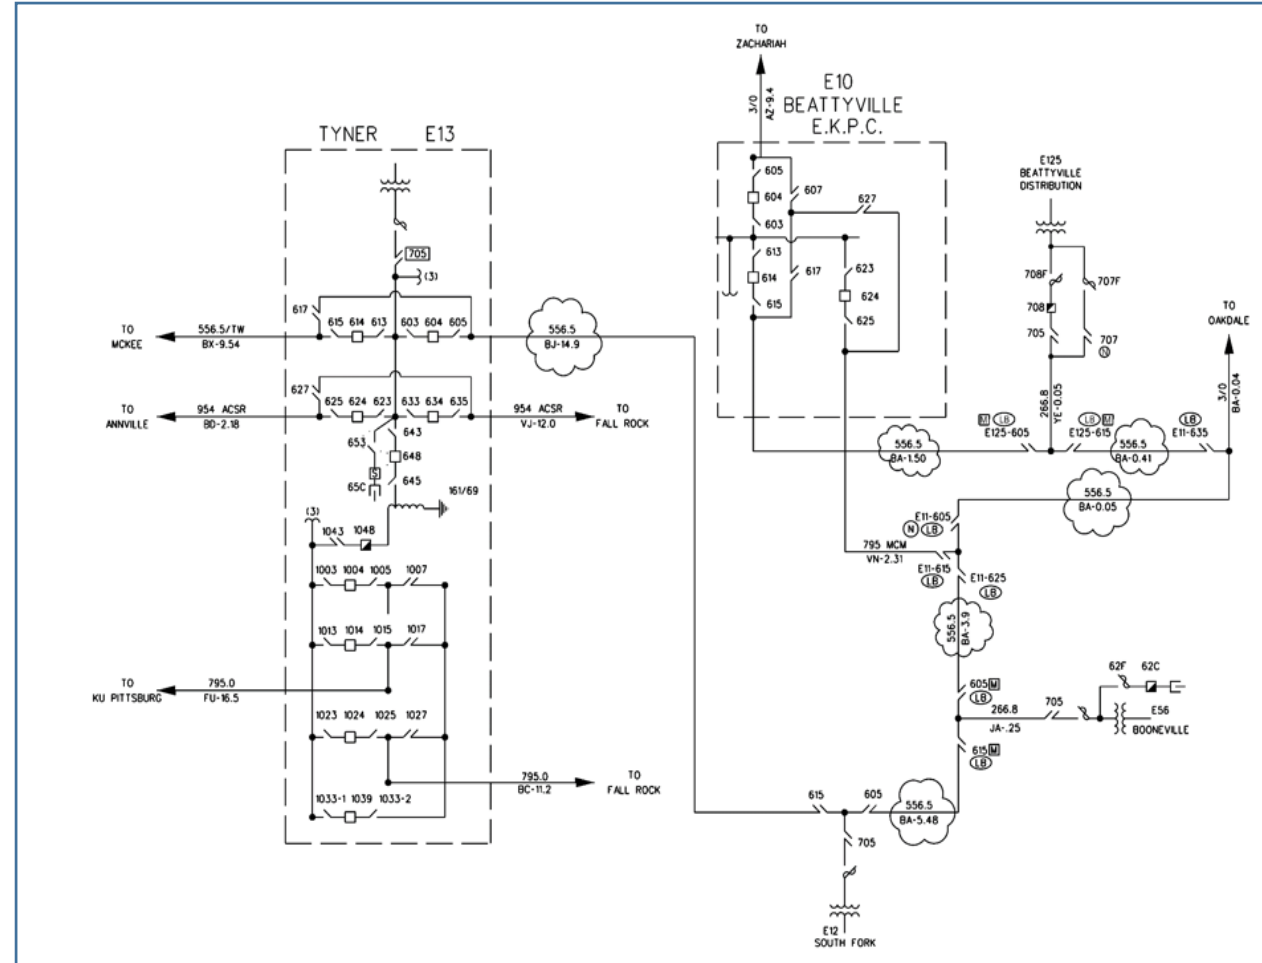 TO
ZACHARIAH
3/0
AZ-9.4
E10
BEATTYVILLE
E.K.P.C.
TYNER E13
E125
BEATTYVILLE
DISTRIBUTION
605
607
604
627
603
613
617
623
614
624
615
625
708F
707F
708
705
707
N
TO
OAKDALE
3/0
BA-0.04
266.8
YE-0.05
705
(3)
617
615 614 613 603 604 605
TO
MCKEE
556.5/TW
BX-9.54
556.5
BJ-14.9
627
625 624 623 633 634 635
TO
ANNVILLE
954 ACSR
BD-2.18
954 ACSR
VJ-12.0
TO
FALL ROCK
653
643
648
S
65C
645
161/69
(3)
1043 1048
1003 1004 1005 1007
1013 1014 1015 1017
TO
KU PITTSBURG
795.0
FU-16.5
1023 1024 1025 1027
795.0
BC-11.2
TO
FALL ROCK
1033-1 1039 1033-2
M LB
E125-605
LB M
E125-615
LB
E11-635
556.5
BA-1.50
556.5
BA-0.41
556.5
BA-0.05
E11-605
N LB
795 MCM
VN-2.31
E11-615
LB
E11-625
LB
556.5
BA-3.9
605 M
LB
266.8
JA-.25
705
62F 62C
E56
BOONEVILLE
615 M
LB
615 605
556.5
BA-5.48
705
E12
SOUTH FORK